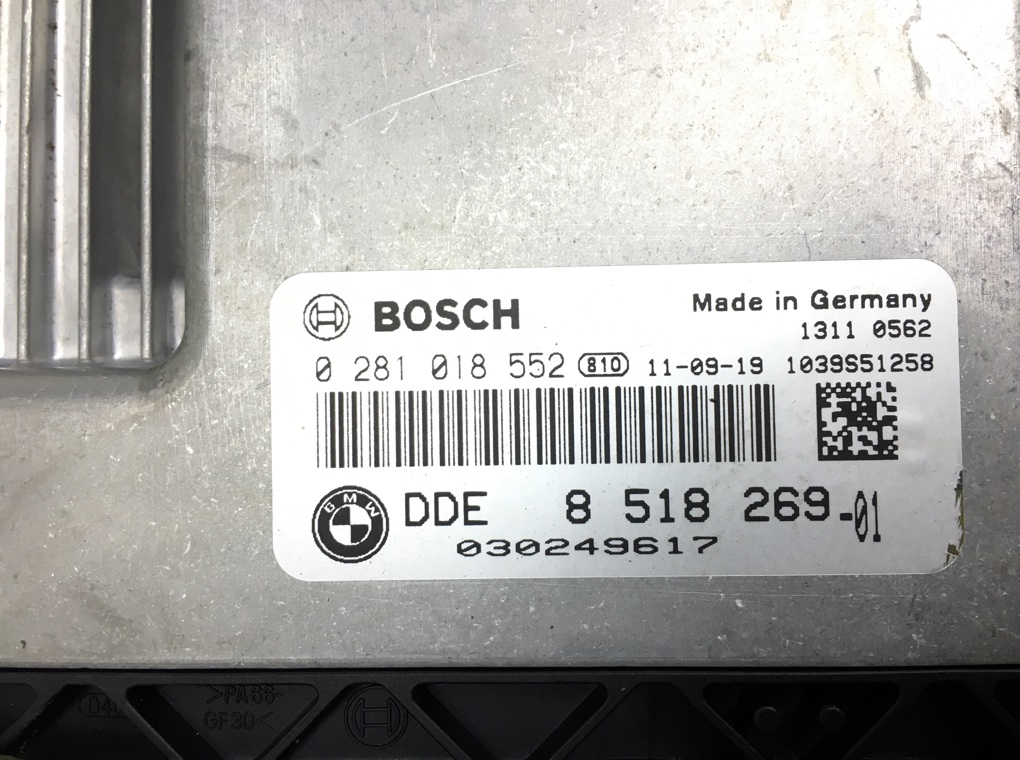 BOSCH
Made in Germany
1311 0562
0 281 018 552 810 11-09-19 1039S51258
BMW
DDE 8 518 269-01
030249617
>PA66-
GF30<